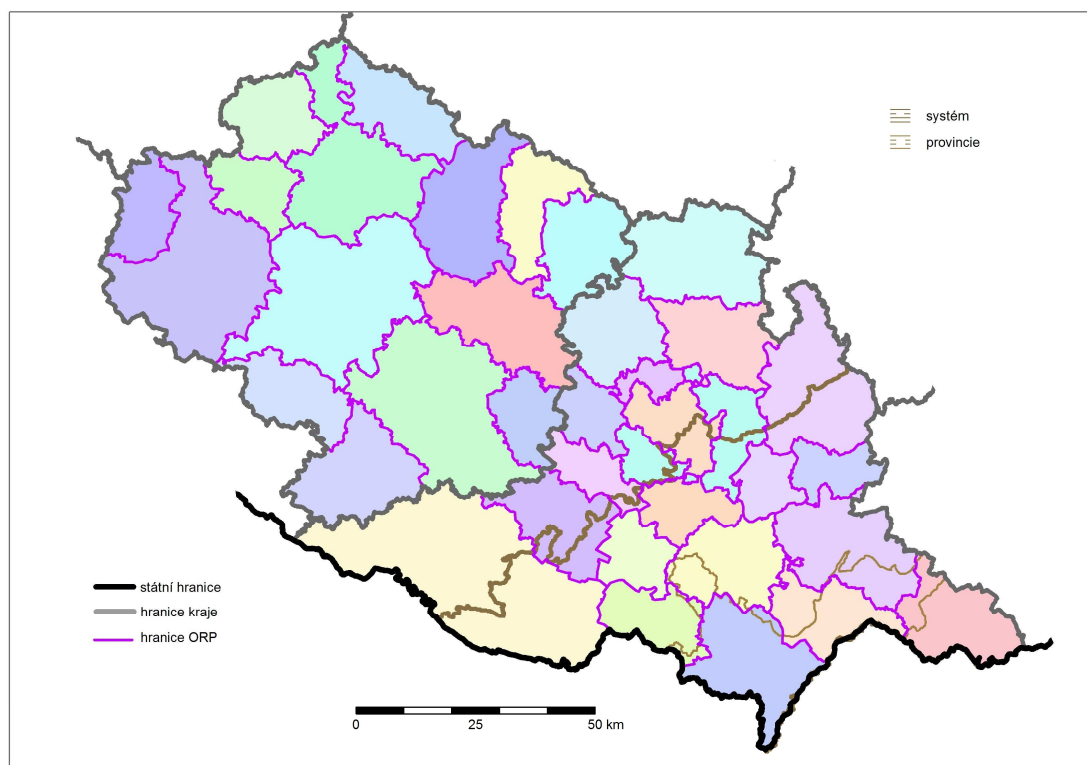 systém
provincie
státní hranice
hranice kraje
hranice ORP
0 25 50 km